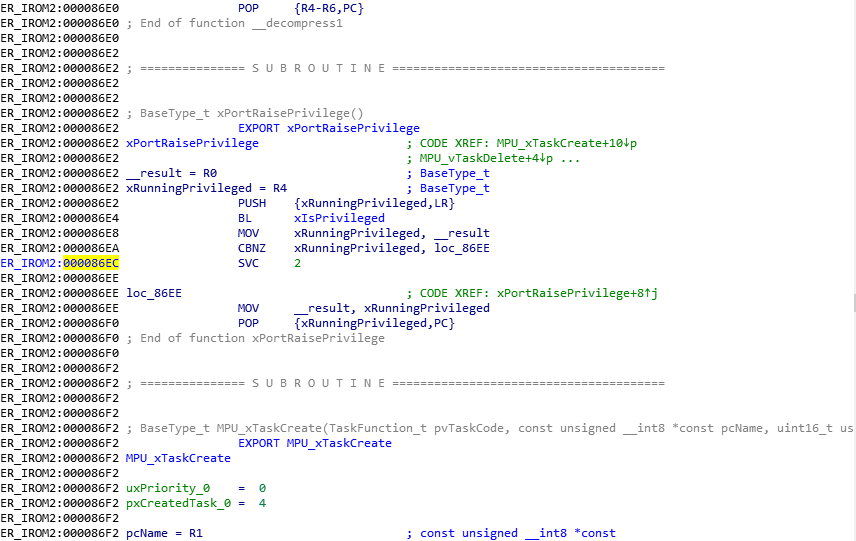 ER_IROM2:000086E0 POP {R4-R6,PC}
ER_IROM2:000086E0 ; End of function __decompress1
ER_IROM2:000086E0
ER_IROM2:000086E2
ER_IROM2:000086E2 ; =============== S U B R O U T I N E =======================================
ER_IROM2:000086E2
ER_IROM2:000086E2
ER_IROM2:000086E2 ; BaseType_t xPortRaisePrivilege()
ER_IROM2:000086E2 EXPORT xPortRaisePrivilege
ER_IROM2:000086E2 xPortRaisePrivilege ; CODE XREF: MPU_xTaskCreate+10↓p
ER_IROM2:000086E2 ; MPU_vTaskDelete+4↓p ...
ER_IROM2:000086E2 __result = R0 ; BaseType_t
ER_IROM2:000086E2 xRunningPrivileged = R4 ; BaseType_t
ER_IROM2:000086E2 PUSH {xRunningPrivileged,LR}
ER_IROM2:000086E4 BL xIsPrivileged
ER_IROM2:000086E8 MOV xRunningPrivileged, __result
ER_IROM2:000086EA CBNZ xRunningPrivileged, loc_86EE
ER_IROM2:000086EC SVC 2
ER_IROM2:000086EE
ER_IROM2:000086EE loc_86EE ; CODE XREF: xPortRaisePrivilege+8↑j
ER_IROM2:000086EE MOV __result, xRunningPrivileged
ER_IROM2:000086F0 POP {xRunningPrivileged,PC}
ER_IROM2:000086F0 ; End of function xPortRaisePrivilege
ER_IROM2:000086F0
ER_IROM2:000086F2
ER_IROM2:000086F2 ; =============== S U B R O U T I N E =======================================
ER_IROM2:000086F2
ER_IROM2:000086F2
ER_IROM2:000086F2 ; BaseType_t MPU_xTaskCreate(TaskFunction_t pvTaskCode, const unsigned __int8 *const pcName, uint16_t us
ER_IROM2:000086F2 EXPORT MPU_xTaskCreate
ER_IROM2:000086F2 MPU_xTaskCreate
ER_IROM2:000086F2
ER_IROM2:000086F2 uxPriority_0 = 0
ER_IROM2:000086F2 pxCreatedTask_0 = 4
ER_IROM2:000086F2
ER_IROM2:000086F2 pcName = R1 ; const unsigned __int8 *const